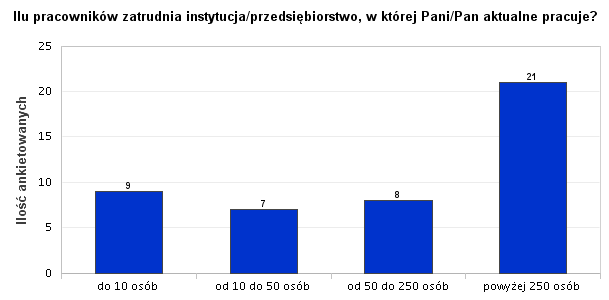 Ilu pracowników zatrudnia instytucja/przedsiębiorstwo, w której Pani/Pan aktualne pracuje?
Ilość ankietowanych
25
20
15
10
5
0
9
7
8
21
do 10 osób
od 10 do 50 osób
od 50 do 250 osób
powyżej 250 osób